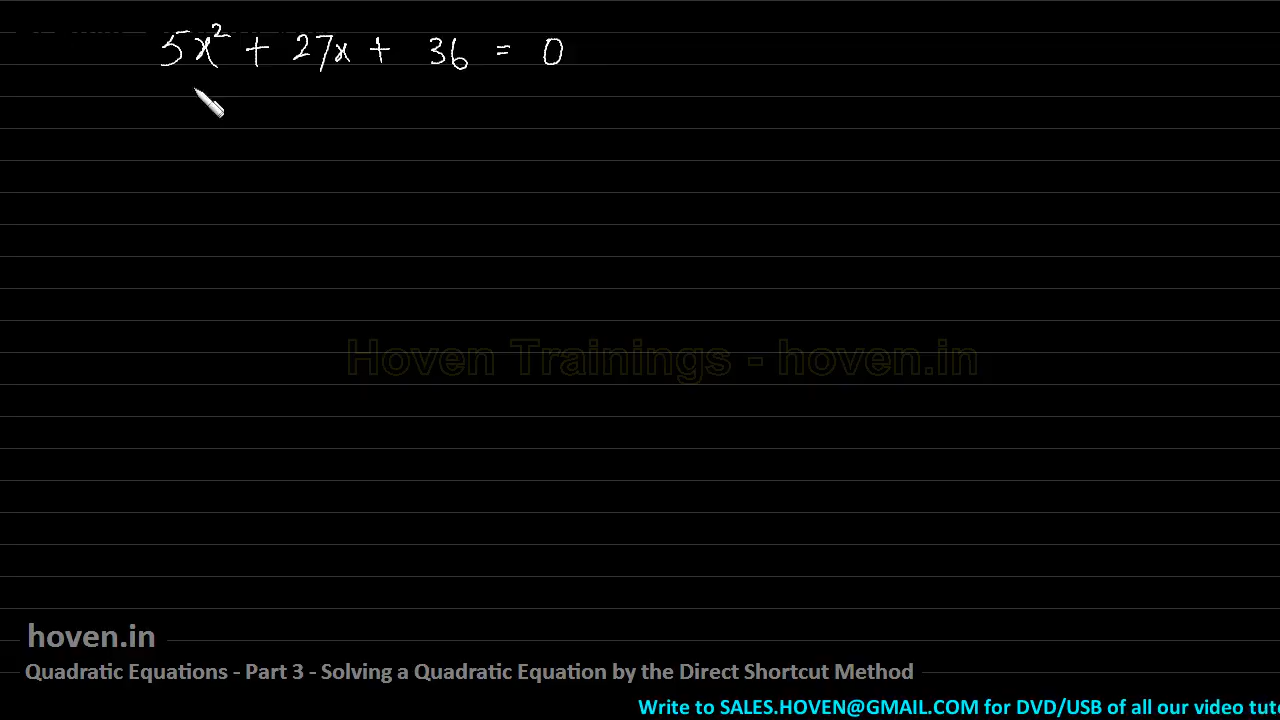 5x² + 27x + 36 = 0
Hoven Trainings - hoven.in
hoven.in
Quadratic Equations - Part 3 - Solving a Quadratic Equation by the Direct Shortcut Method
Write to SALES.HOVEN@GMAIL.COM for DVD/USB of all our video